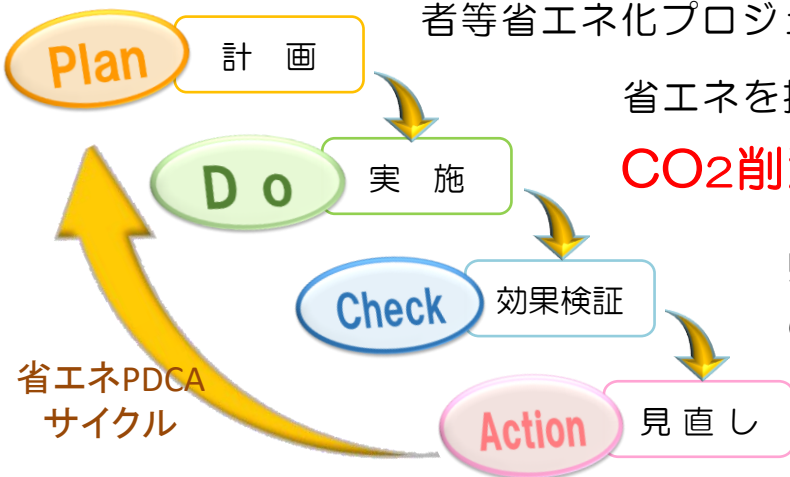 者等省エネ化プロジ
Plan 計 画
省エネを
CO2削
Do 実 施
Check 効果検証
省エネPDCA
サイクル
Action 見 直 し